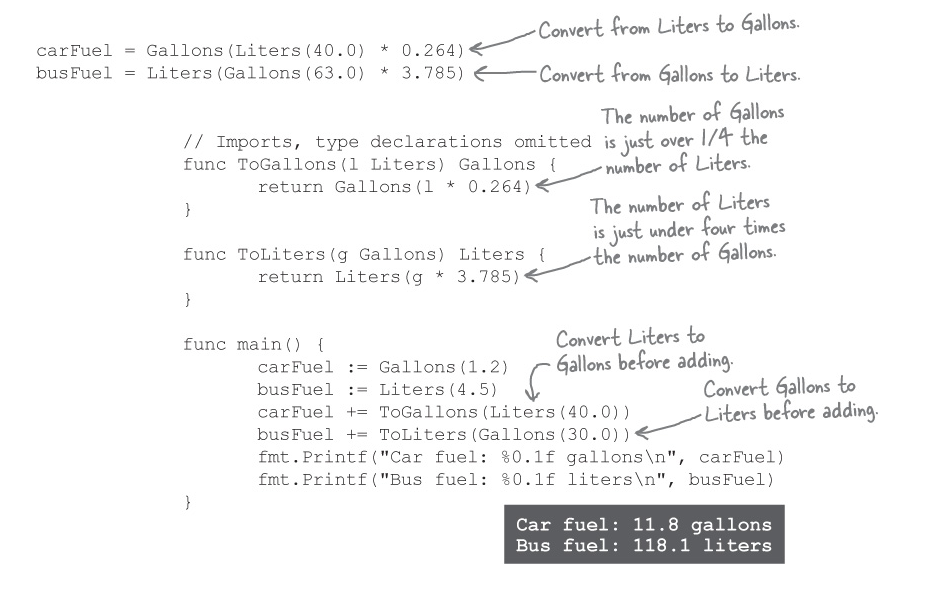 carFuel = Gallons(Liters(40.0) * 0.264)
Convert from Liters to Gallons.
busFuel = Liters(Gallons(63.0) * 3.785)
Convert from Gallons to Liters.
// Imports, type declarations omitted
func ToGallons(l Liters) Gallons {
return Gallons(l * 0.264)
}
The number of Gallons
is just over 1/4 the
number of Liters.
func ToLiters(g Gallons) Liters {
return Liters(g * 3.785)
}
The number of Liters
is just under four times
the number of Gallons.
func main() {
carFuel := Gallons(1.2)
busFuel := Liters(4.5)
carFuel += ToGallons(Liters(40.0))
busFuel += ToLiters(Gallons(30.0))
fmt.Printf("Car fuel: %0.1f gallons\n", carFuel)
fmt.Printf("Bus fuel: %0.1f liters\n", busFuel)
}
Convert Liters to
Gallons before adding.
Convert Gallons to
Liters before adding.
Car fuel: 11.8 gallons
Bus fuel: 118.1 liters